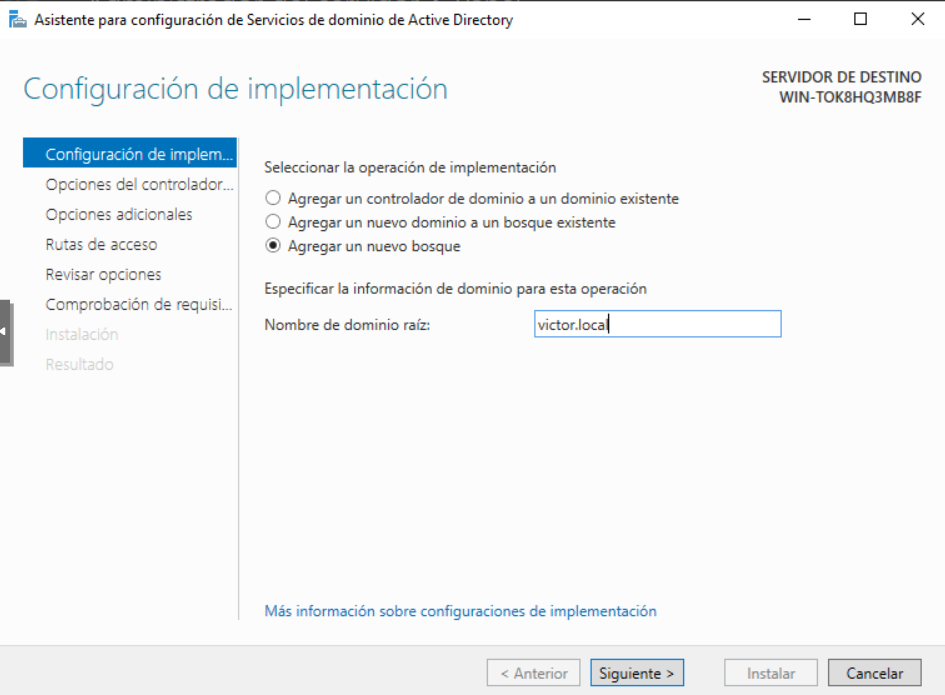 Asistente para configuración de Servicios de dominio de Active Directory
Configuración de implementación
SERVIDOR DE DESTINO
WIN-TOK8HQ3MB8F
Configuración de implem...
Opciones del controlador...
Opciones adicionales
Rutas de acceso
Revisar opciones
Comprobación de requisi...
Instalación
Resultado
Seleccionar la operación de implementación
Agregar un controlador de dominio a un dominio existente
Agregar un nuevo dominio a un bosque existente
Agregar un nuevo bosque
Especificar la información de dominio para esta operación
Nombre de dominio raíz: victor.local
Más información sobre configuraciones de implementación
< Anterior Siguiente > Instalar Cancelar